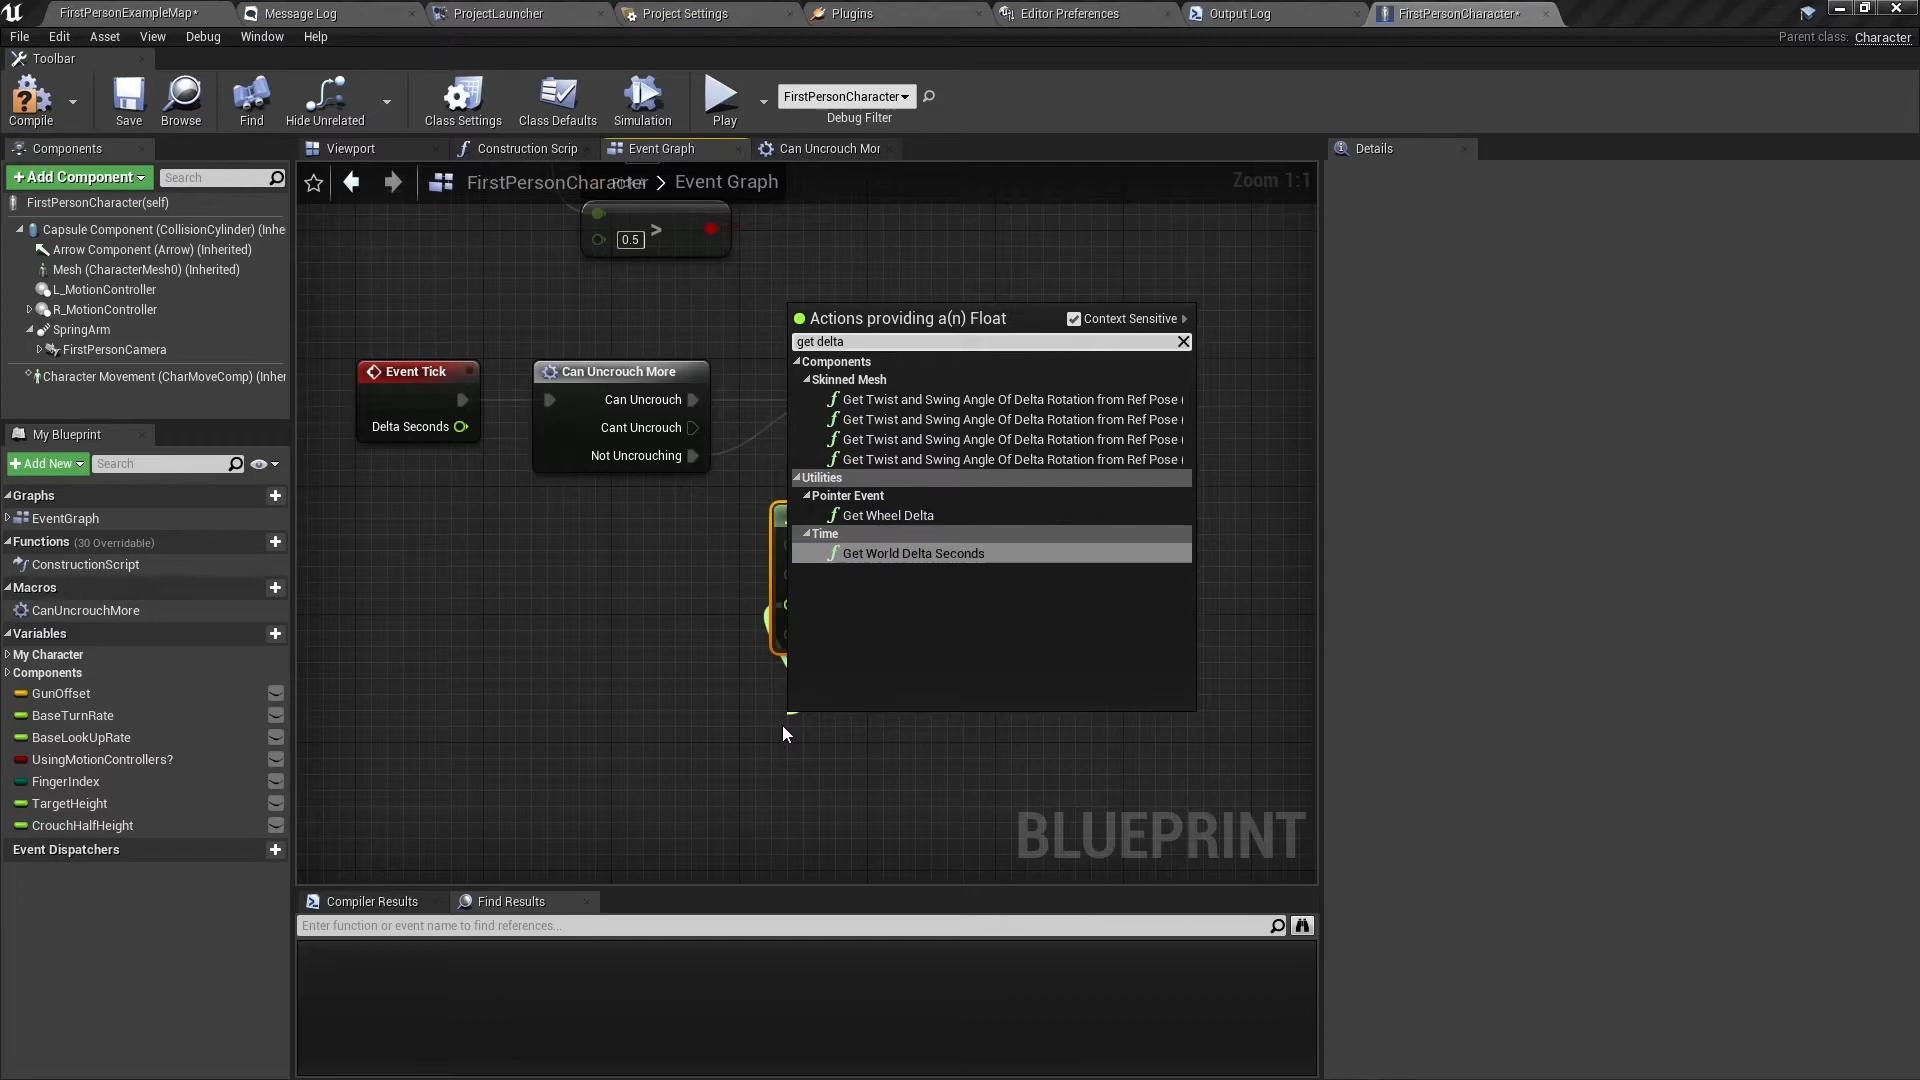 FirstPersonExampleMap*
Message Log
ProjectLauncher
Project Settings
Plugins
Editor Preferences
Output Log
FirstPersonCharacter*
File
Edit
Asset
View
Debug
Window
Help
Parent class: Character
Toolbar
Compile
Save
Browse
Find
Hide Unrelated
Class Settings
Class Defaults
Simulation
Play
FirstPersonCharacter
Debug Filter
Components
+Add Component
Search
FirstPersonCharacter(self)
Capsule Component (CollisionCylinder) (Inhe
Arrow Component (Arrow) (Inherited)
Mesh (CharacterMesh0) (Inherited)
L_MotionController
R_MotionController
SpringArm
FirstPersonCamera
Character Movement (CharMoveComp) (Inher
My Blueprint
+Add New
Search
Graphs
EventGraph
Functions (30 Overridable)
ConstructionScript
Macros
CanUncrouchMore
Variables
My Character
Components
GunOffset
BaseTurnRate
BaseLookUpRate
UsingMotionControllers?
FingerIndex
TargetHeight
CrouchHalfHeight
Event Dispatchers
Viewport
Construction Scrip
Event Graph
Can Uncrouch Mor
FirstPersonCharacter > Event Graph
Zoom 1:1
0.5
>
Event Tick
Delta Seconds
Can Uncrouch More
Can Uncrouch
Cant Uncrouch
Not Uncrouching
Actions providing a(n) Float
Context Sensitive
get delta
Components
Skinned Mesh
Get Twist and Swing Angle Of Delta Rotation from Ref Pose (
Get Twist and Swing Angle Of Delta Rotation from Ref Pose (
Get Twist and Swing Angle Of Delta Rotation from Ref Pose (
Get Twist and Swing Angle Of Delta Rotation from Ref Pose (
Utilities
Pointer Event
Get Wheel Delta
Time
Get World Delta Seconds
BLUEPRINT
Compiler Results
Find Results
Enter function or event name to find references...
Details